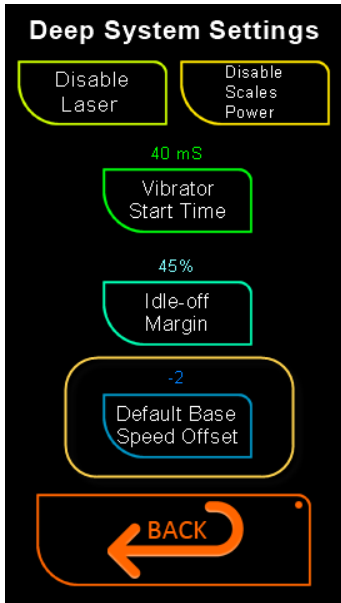 Deep System Settings
Disable
Laser
Disable
Scales
Power
40 mS
Vibrator
Start Time
45%
Idle-off
Margin
-2
Default Base
Speed Offset
BACK